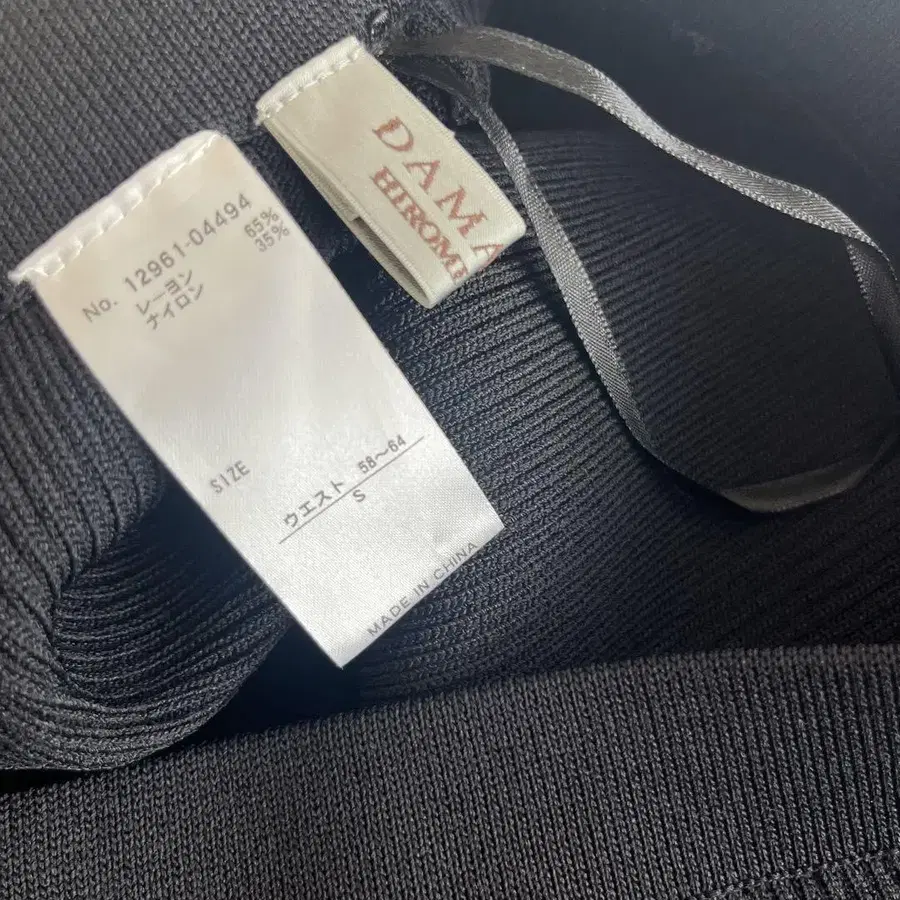 No. 12961-04494
レーヨン 65%
ナイロン 35%
SIZE
ウエスト 58〜64
S
MADE IN CHINA
DAMA
HIROMI